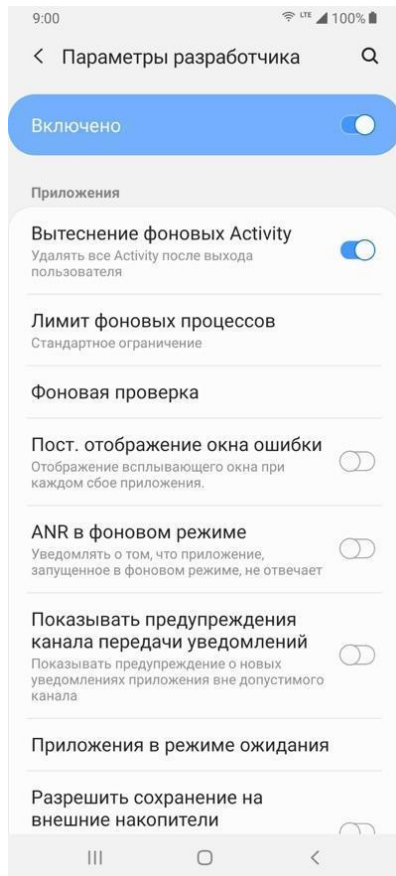 9:00 LTE 100%
Параметры разработчика
Включено
Приложения
Вытеснение фоновых Activity
Удалять все Activity после выхода
пользователя
Лимит фоновых процессов
Стандартное ограничение
Фоновая проверка
Пост. отображение окна ошибки
Отображение всплывающего окна при
каждом сбое приложения.
ANR в фоновом режиме
Уведомлять о том, что приложение,
запущенное в фоновом режиме, не отвечает
Показывать предупреждения
канала передачи уведомлений
Показывать предупреждение о новых
уведомлениях приложения вне допустимого
канала
Приложения в режиме ожидания
Разрешить сохранение на
внешние накопители